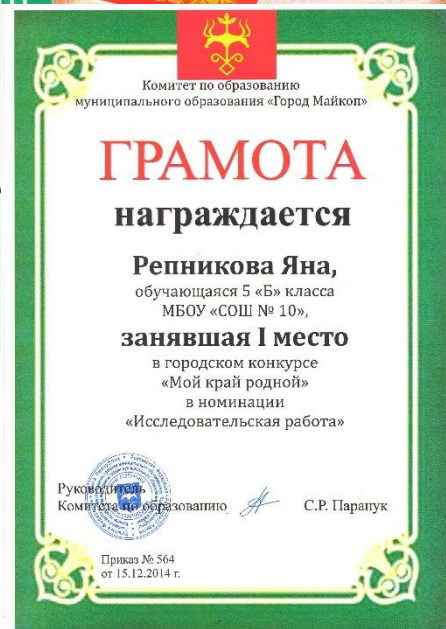 Комитет по образованию
муниципального образования «Город Майкоп»
ГРАМОТА
награждается
Репникова Яна,
обучающаяся 5 «Б» класса
МБОУ «СОШ № 10»,
занявшая I место
в городском конкурсе
«Мой край родной»
в номинации
«Исследовательская работа»
Руководитель
Комитета по образованию С.Р. Паранук
Приказ № 564
от 15.12.2014 г.